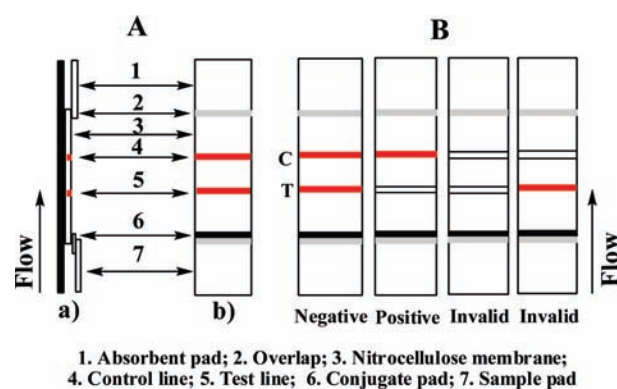 A
B
1
2
3
4
5
6
7
C
T
Flow
Flow
a)
b)
Negative Positive Invalid Invalid
1. Absorbent pad; 2. Overlap; 3. Nitrocellulose membrane;
4. Control line; 5. Test line; 6. Conjugate pad; 7. Sample pad